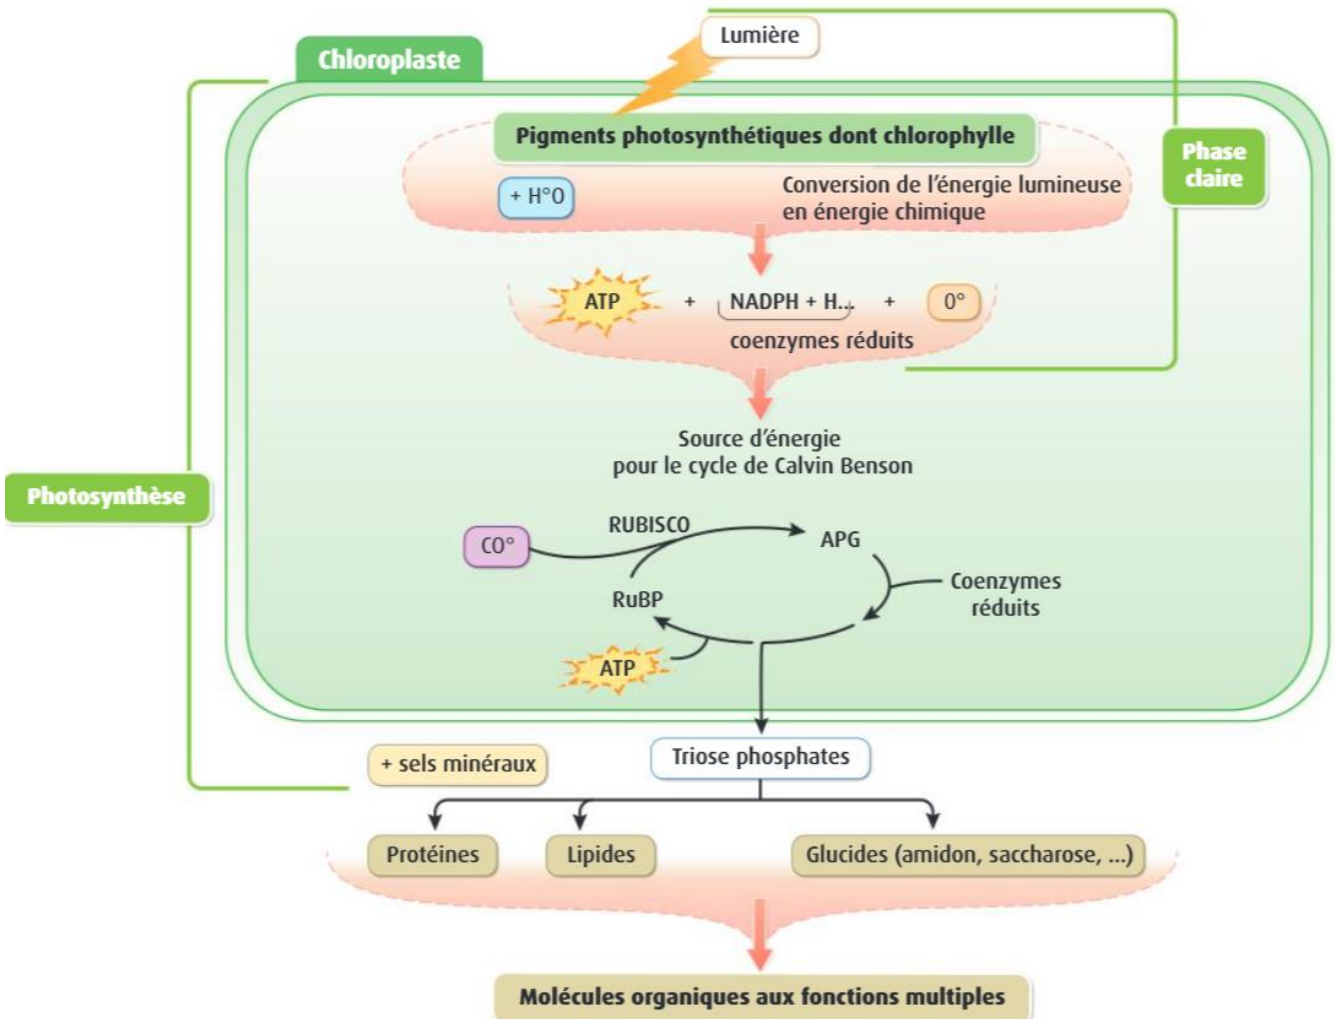 Lumière
Chloroplaste
Pigments photosynthétiques dont chlorophylle
Phase
claire
+ H°O
Conversion de l'énergie lumineuse
en énergie chimique
ATP + NADPH + H... + 0°
coenzymes réduits
Source d'énergie
pour le cycle de Calvin Benson
Photosynthèse
RUBISCO
CO°
APG
RuBP
Coenzymes
réduits
ATP
+ sels minéraux
Triose phosphates
Protéines
Lipides
Glucides (amidon, saccharose, ...)
Molécules organiques aux fonctions multiples